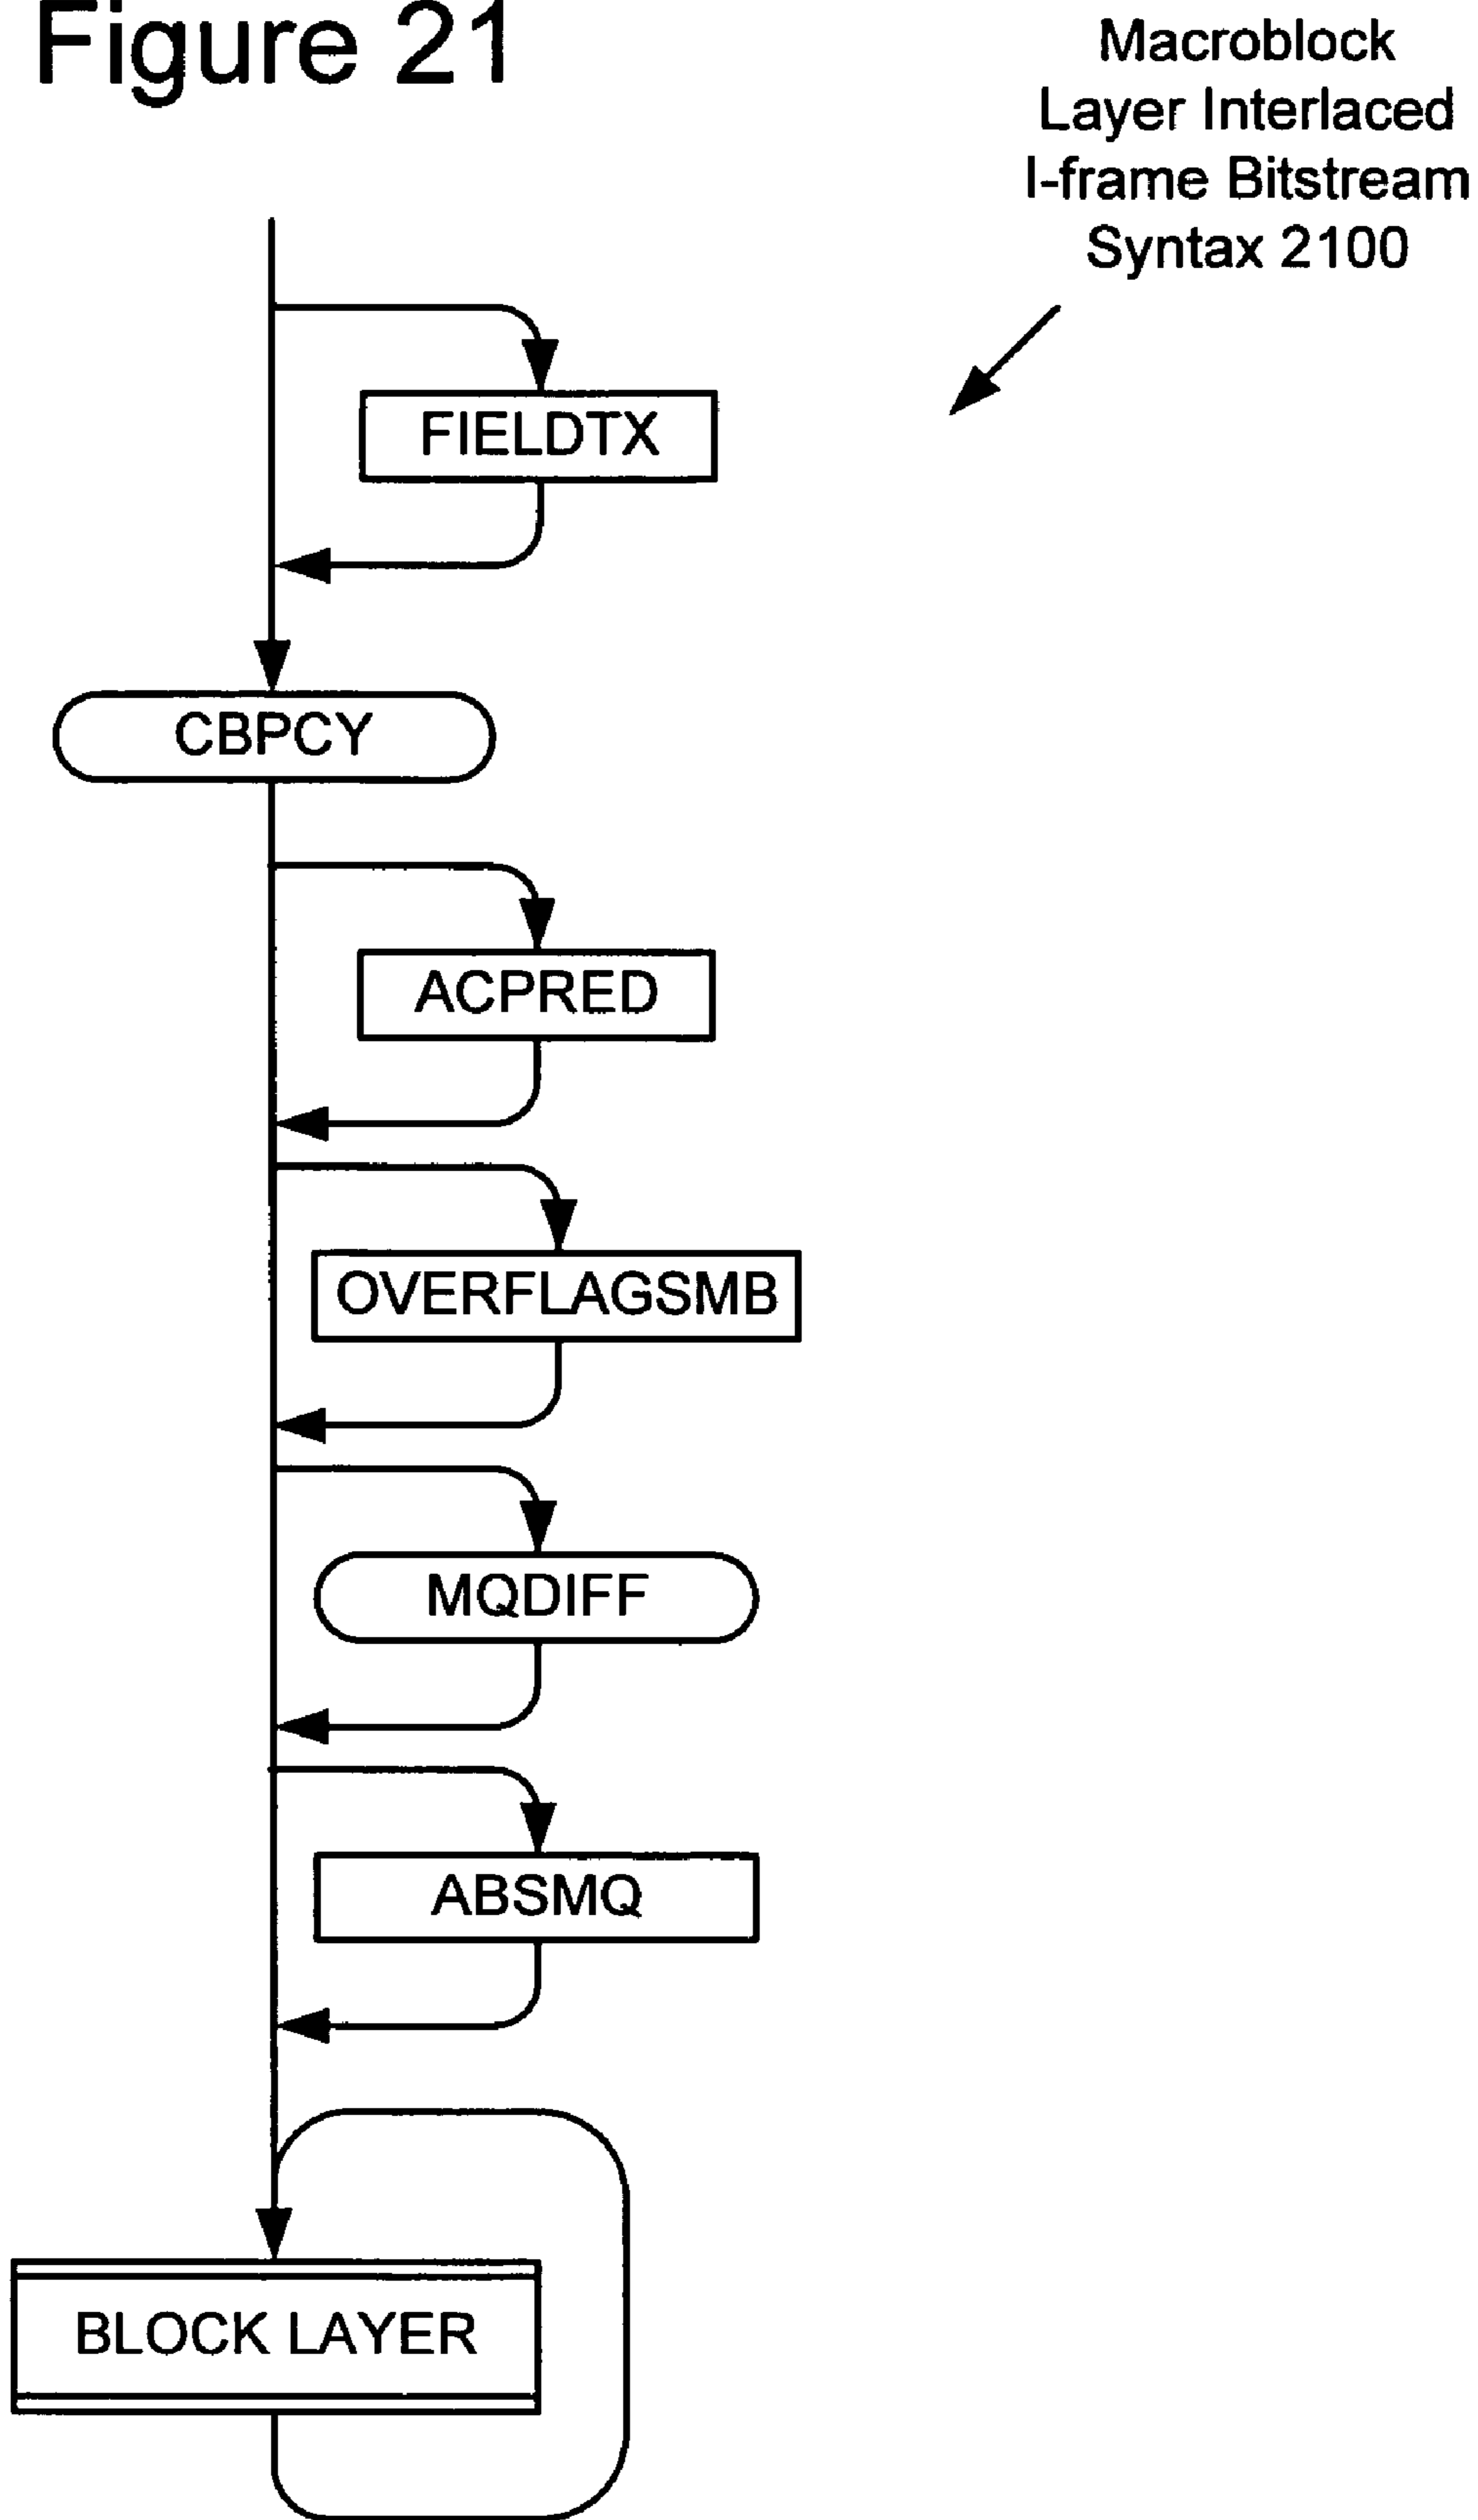 Figure 21
Macroblock
Layer Interlaced
I-frame Bitstream
Syntax 2100
FIELDTX
CBPCY
ACPRED
OVERFLAGSMB
MQDIFF
ABSMQ
BLOCK LAYER